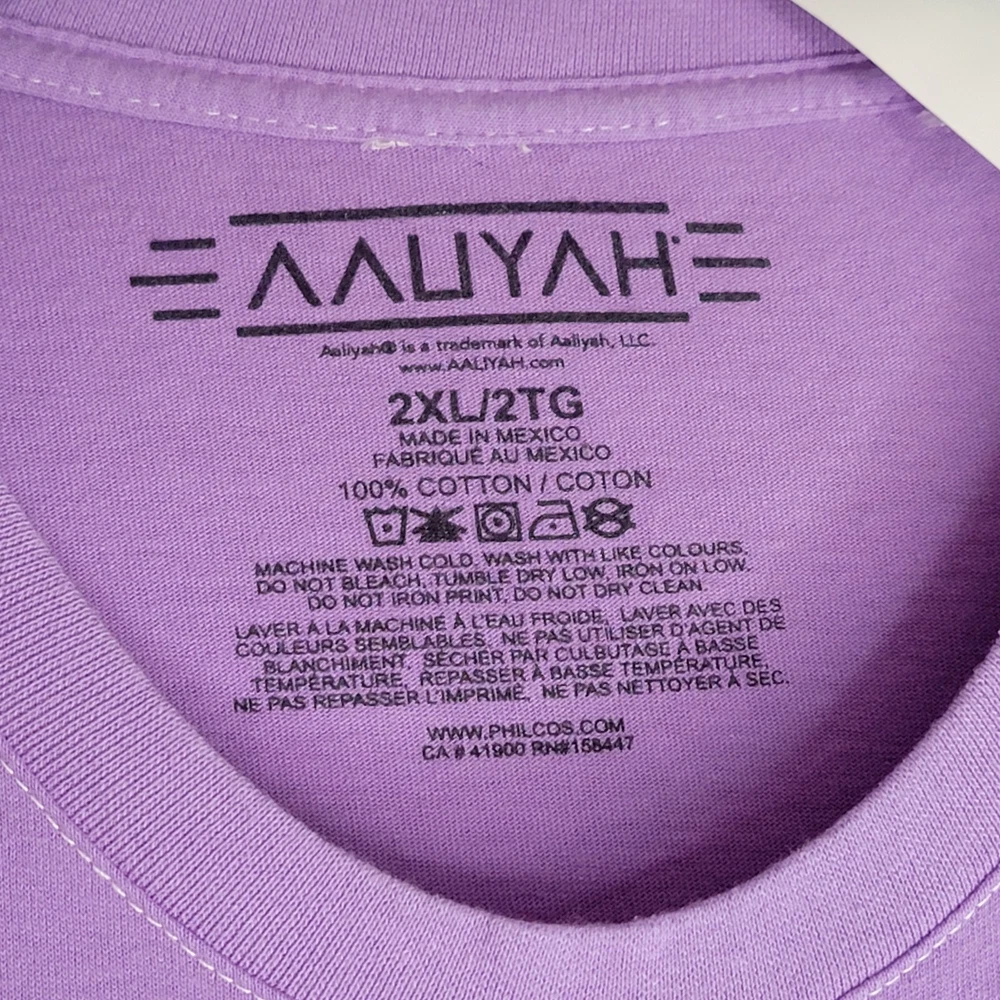 AALIYAH
Aaliyah® is a trademark of Aaliyah, LLC.
www.AALIYAH.com
2XL/2TG
MADE IN MEXICO
FABRIQUÉ AU MEXICO
100% COTTON / COTON
MACHINE WASH COLD. WASH WITH LIKE COLOURS.
DO NOT BLEACH. TUMBLE DRY LOW. IRON ON LOW.
DO NOT IRON PRINT. DO NOT DRY CLEAN.
LAVER À LA MACHINE À L'EAU FROIDE. LAVER AVEC DES
COULEURS SEMBLABLES. NE PAS UTILISER D'AGENT DE
BLANCHIMENT. SÉCHER PAR CULBUTAGE À BASSE
TEMPÉRATURE. REPASSER À BASSE TEMPÉRATURE.
NE PAS REPASSER L'IMPRIMÉ. NE PAS NETTOYER À SEC.
WWW.PHILCOS.COM
CA # 41900 RN#158447